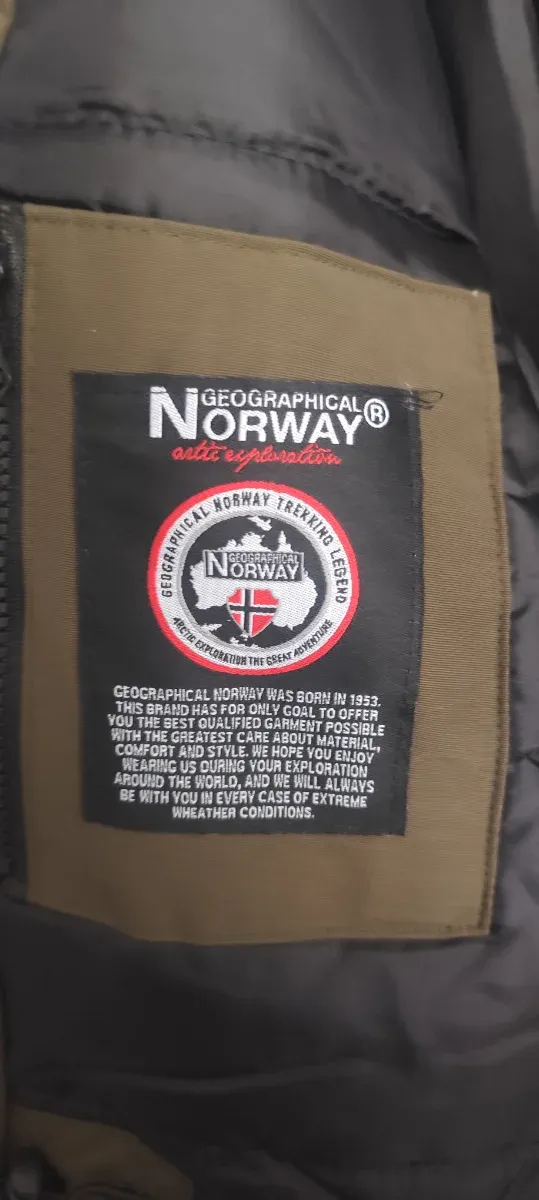 GEOGRAPHICAL
NORWAY®
artic exploration
GEOGRAPHICAL NORWAY TREKKING LEGEND
GEOGRAPHICAL
NORWAY
ARCTIC EXPLORATION THE GREAT ADVENTURE
GEOGRAPHICAL NORWAY WAS BORN IN 1953.
THIS BRAND HAS FOR ONLY GOAL TO OFFER
YOU THE BEST QUALIFIED GARMENT POSSIBLE
WITH THE GREATEST CARE ABOUT MATERIAL,
COMFORT AND STYLE. WE HOPE YOU ENJOY
WEARING US DURING YOUR EXPLORATION
AROUND THE WORLD, AND WE WILL ALWAYS
BE WITH YOU IN EVERY CASE OF EXTREME
WHEATHER CONDITIONS.